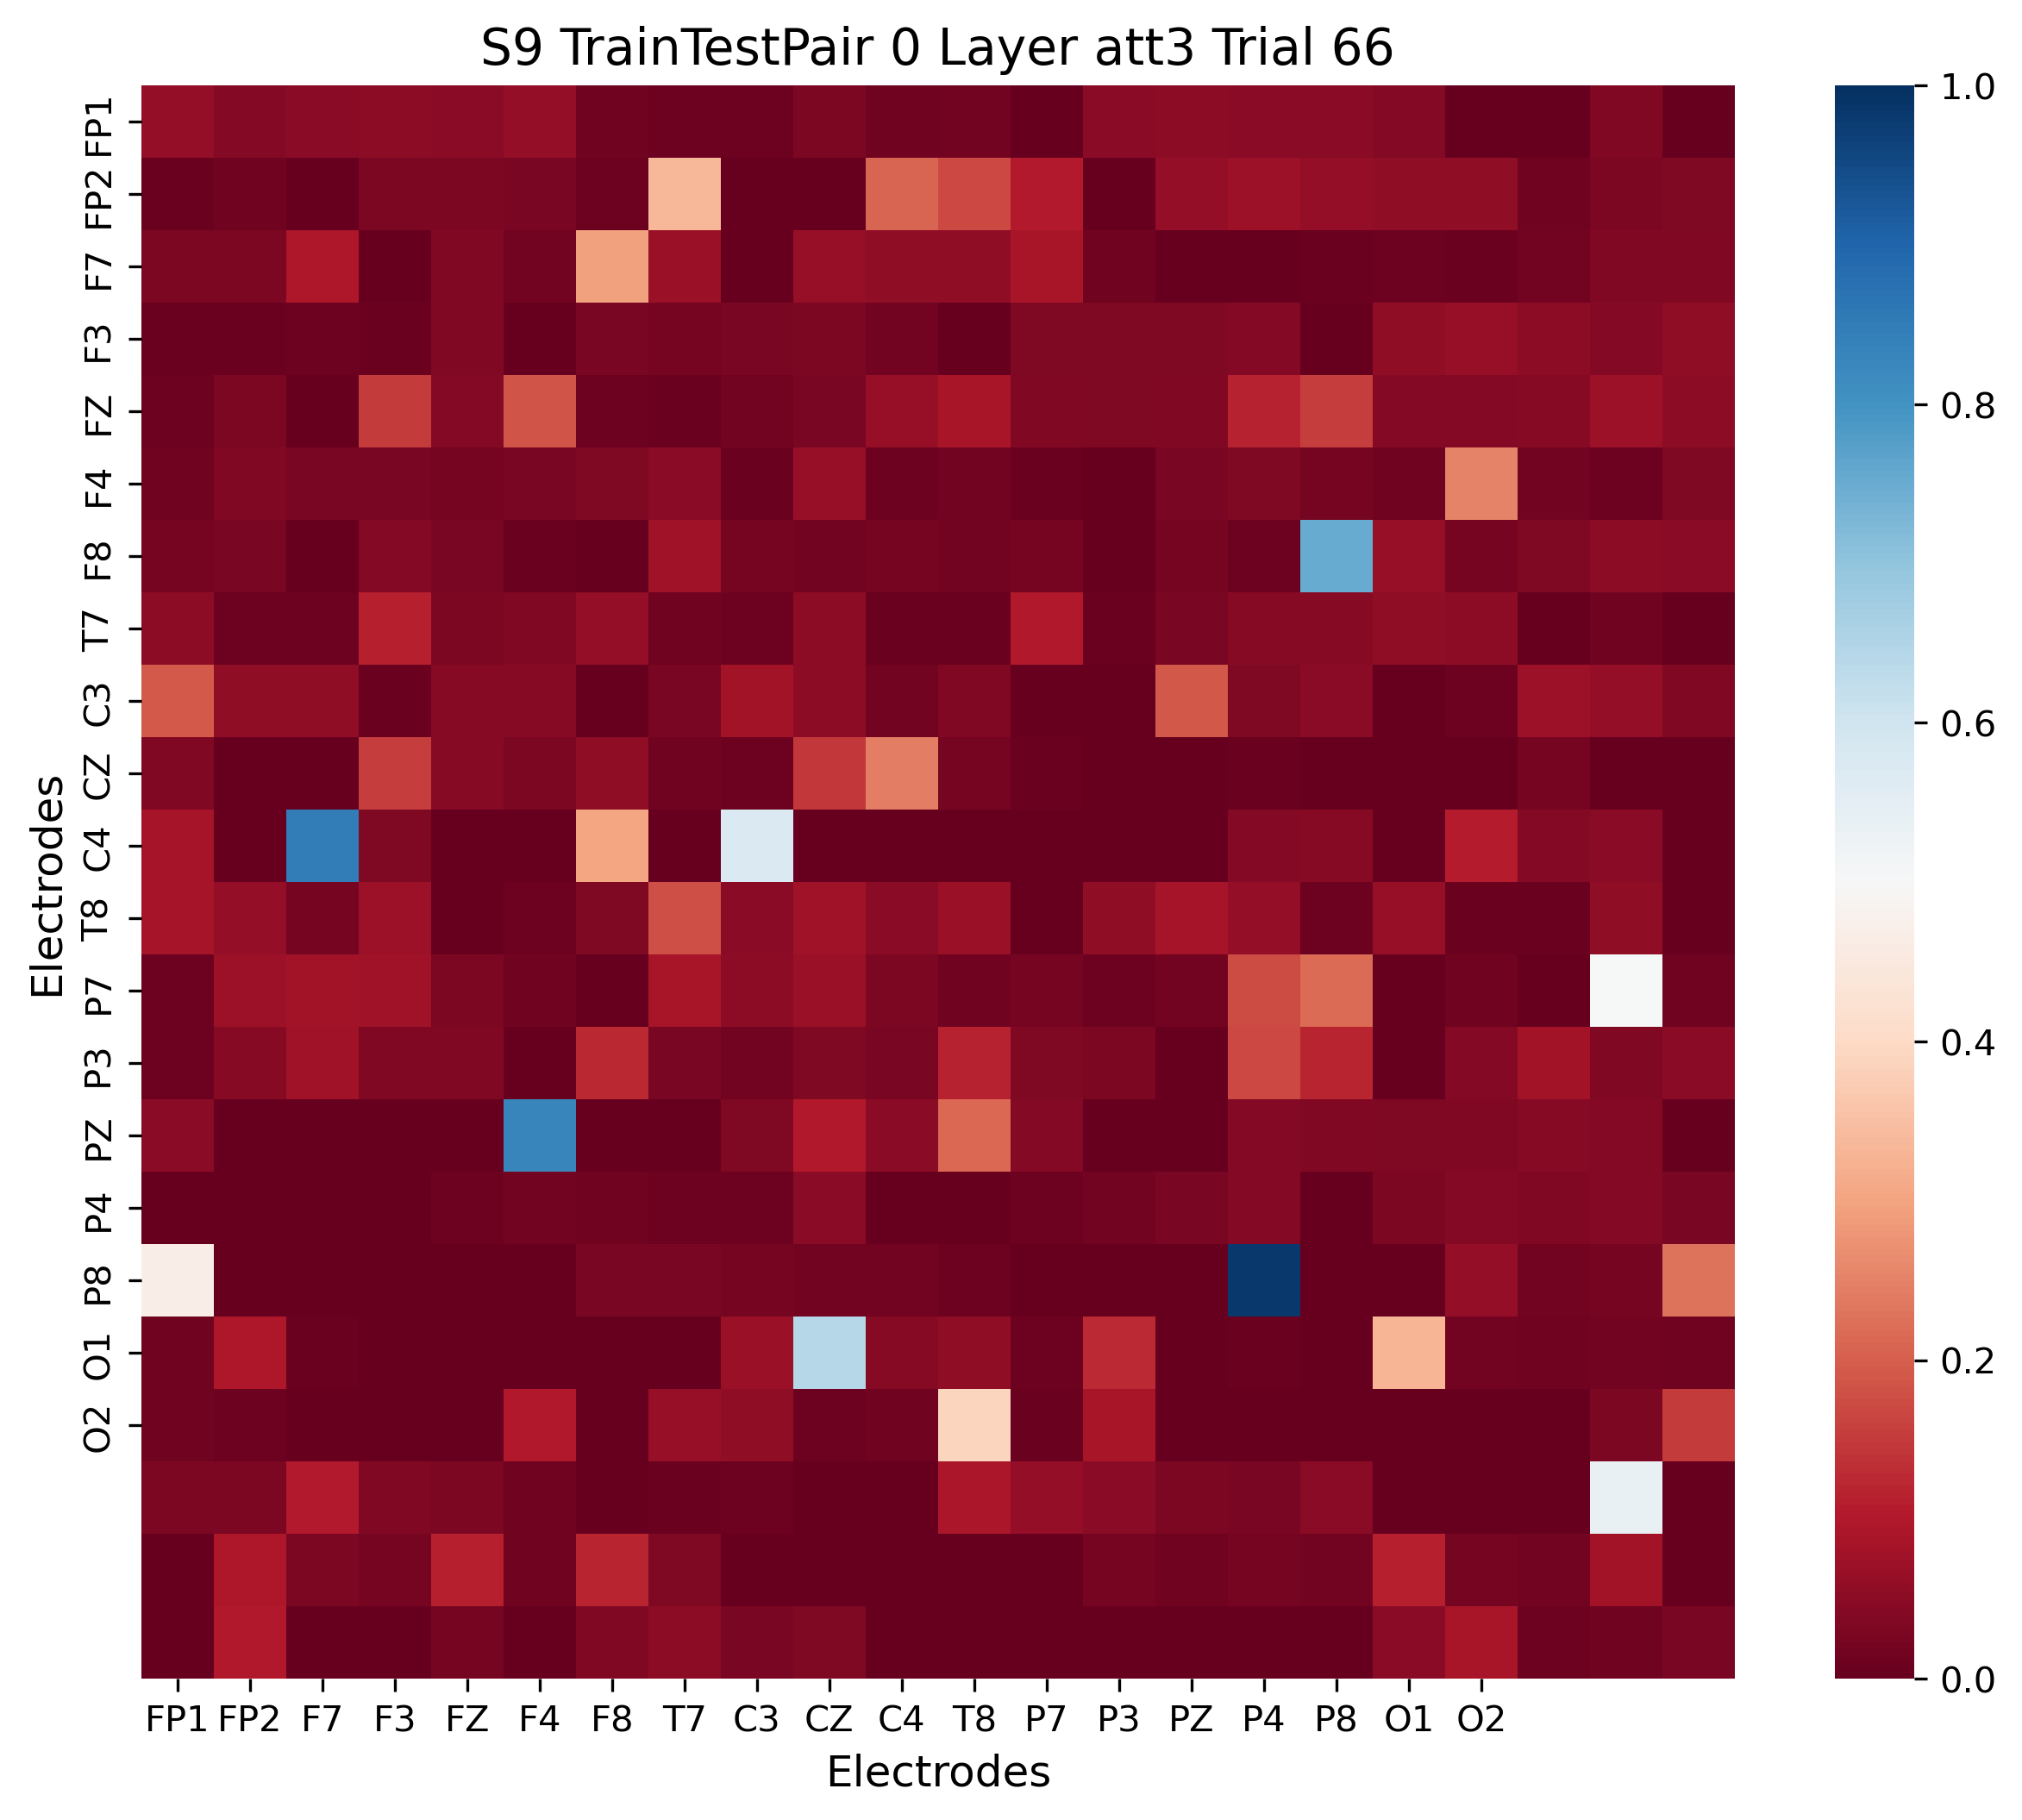 S9 TrainTestPair 0 Layer att3 Trial 66
Electrodes
FP1
FP2
F7
F3
FZ
F4
F8
T7
C3
CZ
C4
T8
P7
P3
PZ
P4
P8
O1
O2
FP1 FP2 F7 F3 FZ F4 F8 T7 C3 CZ C4 T8 P7 P3 PZ P4 P8 O1 O2
Electrodes
1.0
0.8
0.6
0.4
0.2
0.0